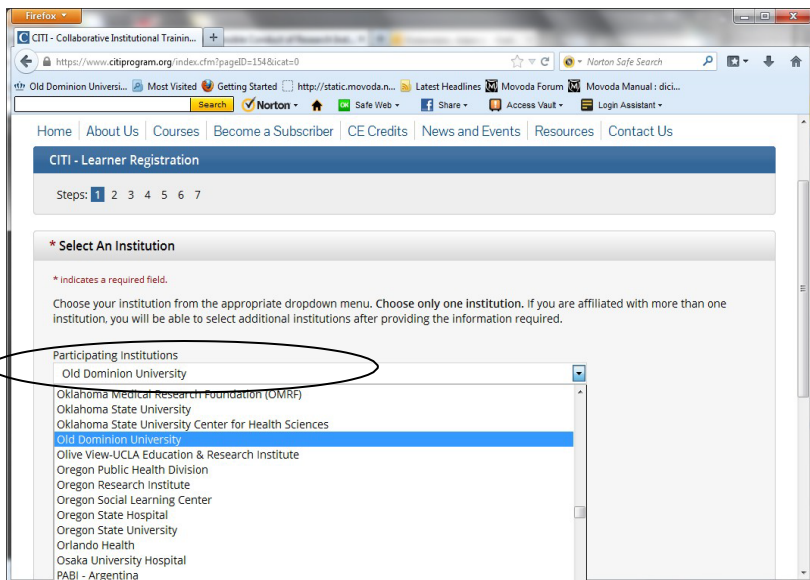 Firefox
CITI - Collaborative Institutional Trainin...
https://www.citiprogram.org/index.cfm?pageID=154&icat=0
Norton Safe Search
Old Dominion Universi... Most Visited Getting Started http://static.movoda.n... Latest Headlines Movoda Forum Movoda Manual : dici...
Search Norton Safe Web Share Access Vault Login Assistant
Home About Us Courses Become a Subscriber CE Credits News and Events Resources Contact Us
CITI - Learner Registration
Steps: 1 2 3 4 5 6 7
* Select An Institution
* indicates a required field.
Choose your institution from the appropriate dropdown menu. Choose only one institution. If you are affiliated with more than one
institution, you will be able to select additional institutions after providing the information required.
Participating Institutions
Old Dominion University
Oklahoma Medical Research Foundation (OMRF)
Oklahoma State University
Oklahoma State University Center for Health Sciences
Old Dominion University
Olive View-UCLA Education & Research Institute
Oregon Public Health Division
Oregon Research Institute
Oregon Social Learning Center
Oregon State Hospital
Oregon State University
Orlando Health
Osaka University Hospital
PABI - Argentina